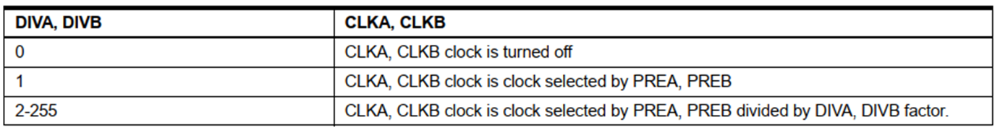 DIVA, DIVB CLKA, CLKB
0 CLKA, CLKB clock is turned off
1 CLKA, CLKB clock is clock selected by PREA, PREB
2-255 CLKA, CLKB clock is clock selected by PREA, PREB divided by DIVA, DIVB factor.